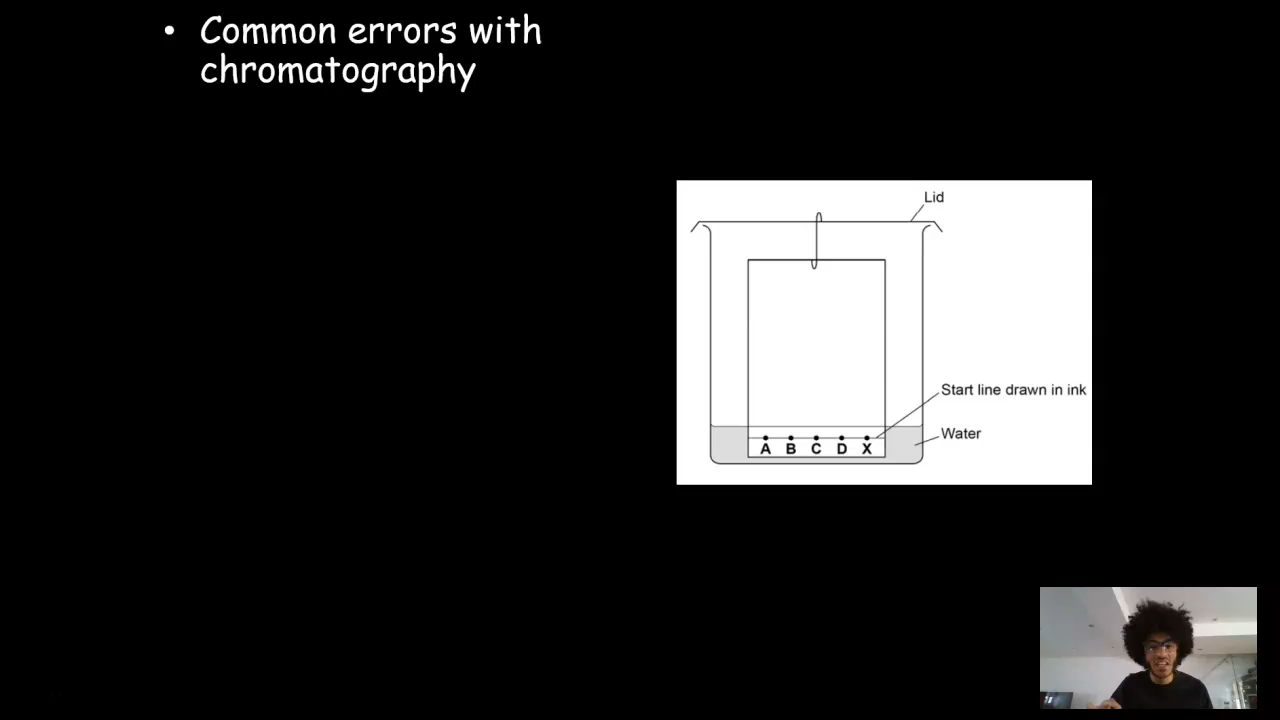 • Common errors with
chromatography
Lid
Start line drawn in ink
Water
A B C D X